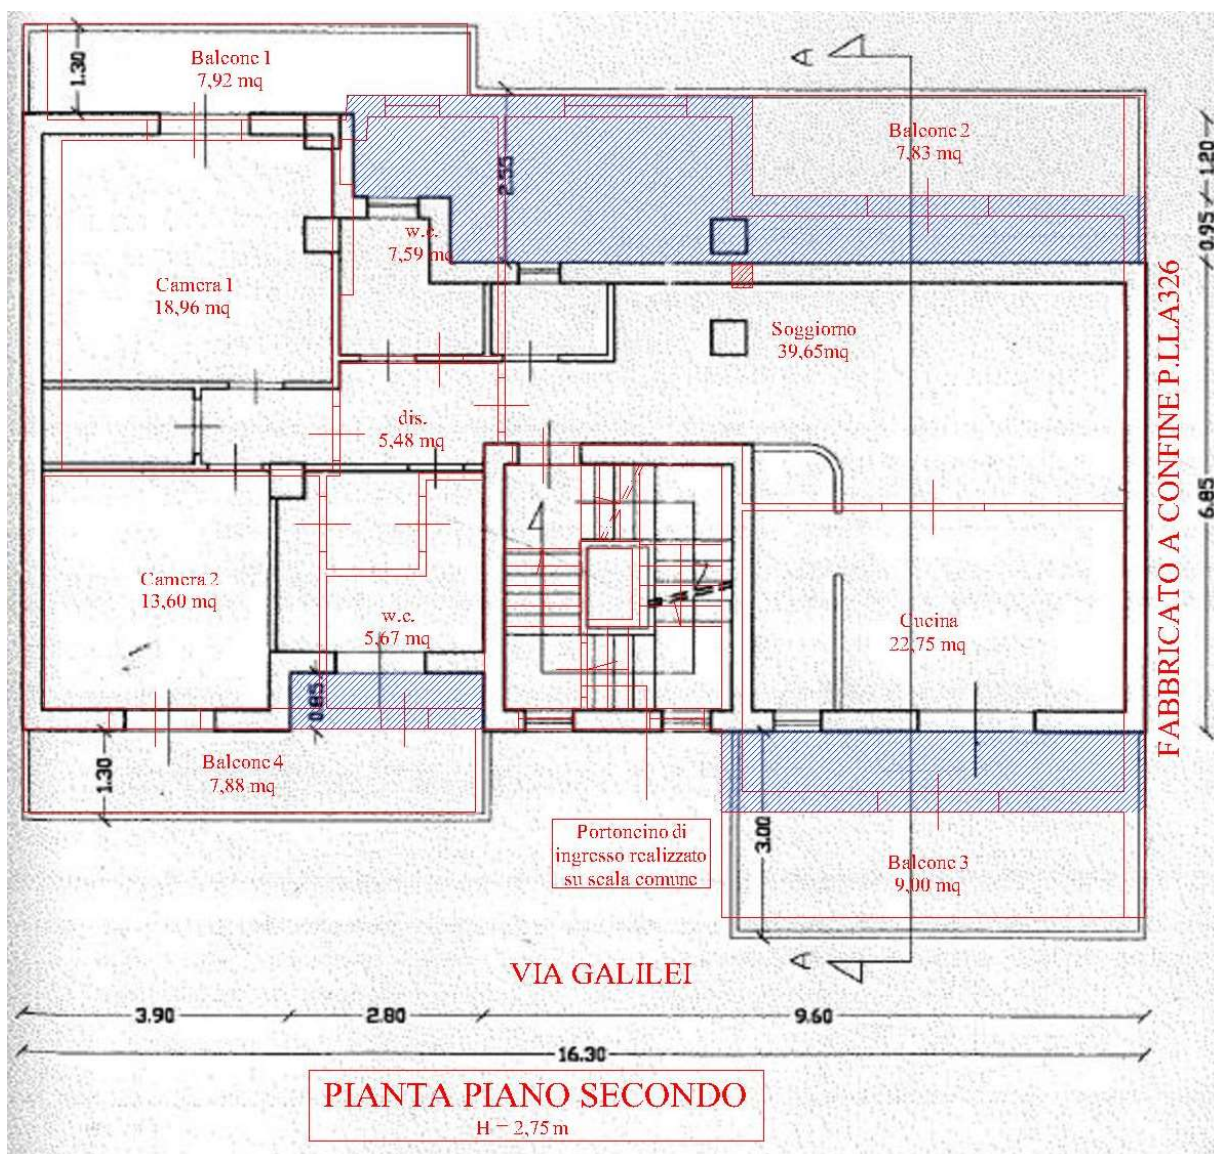 Balcone 1
7,92 mq
1.30
A
Balcone 2
7,83 mq
1.20
2.55
0.95
w.c.
7,59 mq
Camera 1
18,96 mq
Soggiorno
39,65mq
dis.
5,48 mq
6.85
FABBRICATO A CONFINE P.LLA326
Camera 2
13,60 mq
w.c.
5,67 mq
Cucina
22,75 mq
0.85
Balcone 4
7,88 mq
1.30
Portoncino di
ingresso realizzato
su scala comune
3.00
Balcone 3
9,00 mq
A
VIA GALILEI
3.90
2.80
9.60
16.30
PIANTA PIANO SECONDO
H = 2,75 m